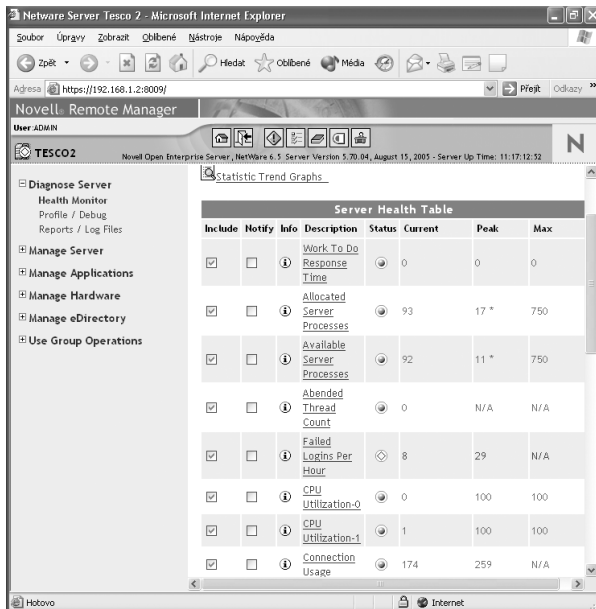 Netware Server Tesco 2 - Microsoft Internet Explorer
Soubor Úpravy Zobrazit Oblíbené Nástroje Nápověda
Zpět Hledat Oblíbené Média
Adresa https://192.168.1.2:8009/ Přejít Odkazy »
Novell® Remote Manager
User:ADMIN
TESCO2
Novell Open Enterprise Server, NetWare 6.5 Server Version 5.70.04, August 15, 2005 - Server Up Time: 11:17:12:52
N
Diagnose Server
Health Monitor
Profile / Debug
Reports / Log Files
Manage Server
Manage Applications
Manage Hardware
Manage eDirectory
Use Group Operations
Statistic Trend Graphs
Server Health Table
Include Notify Info Description Status Current Peak Max
Work To Do Response Time 0 0 0
Allocated Server Processes 93 17 * 750
Available Server Processes 92 11 * 750
Abended Thread Count 0 N/A N/A
Failed Logins Per Hour 8 29 N/A
CPU Utilization-0 0 100 100
CPU Utilization-1 1 100 100
Connection Usage 174 259 N/A
Hotovo Internet